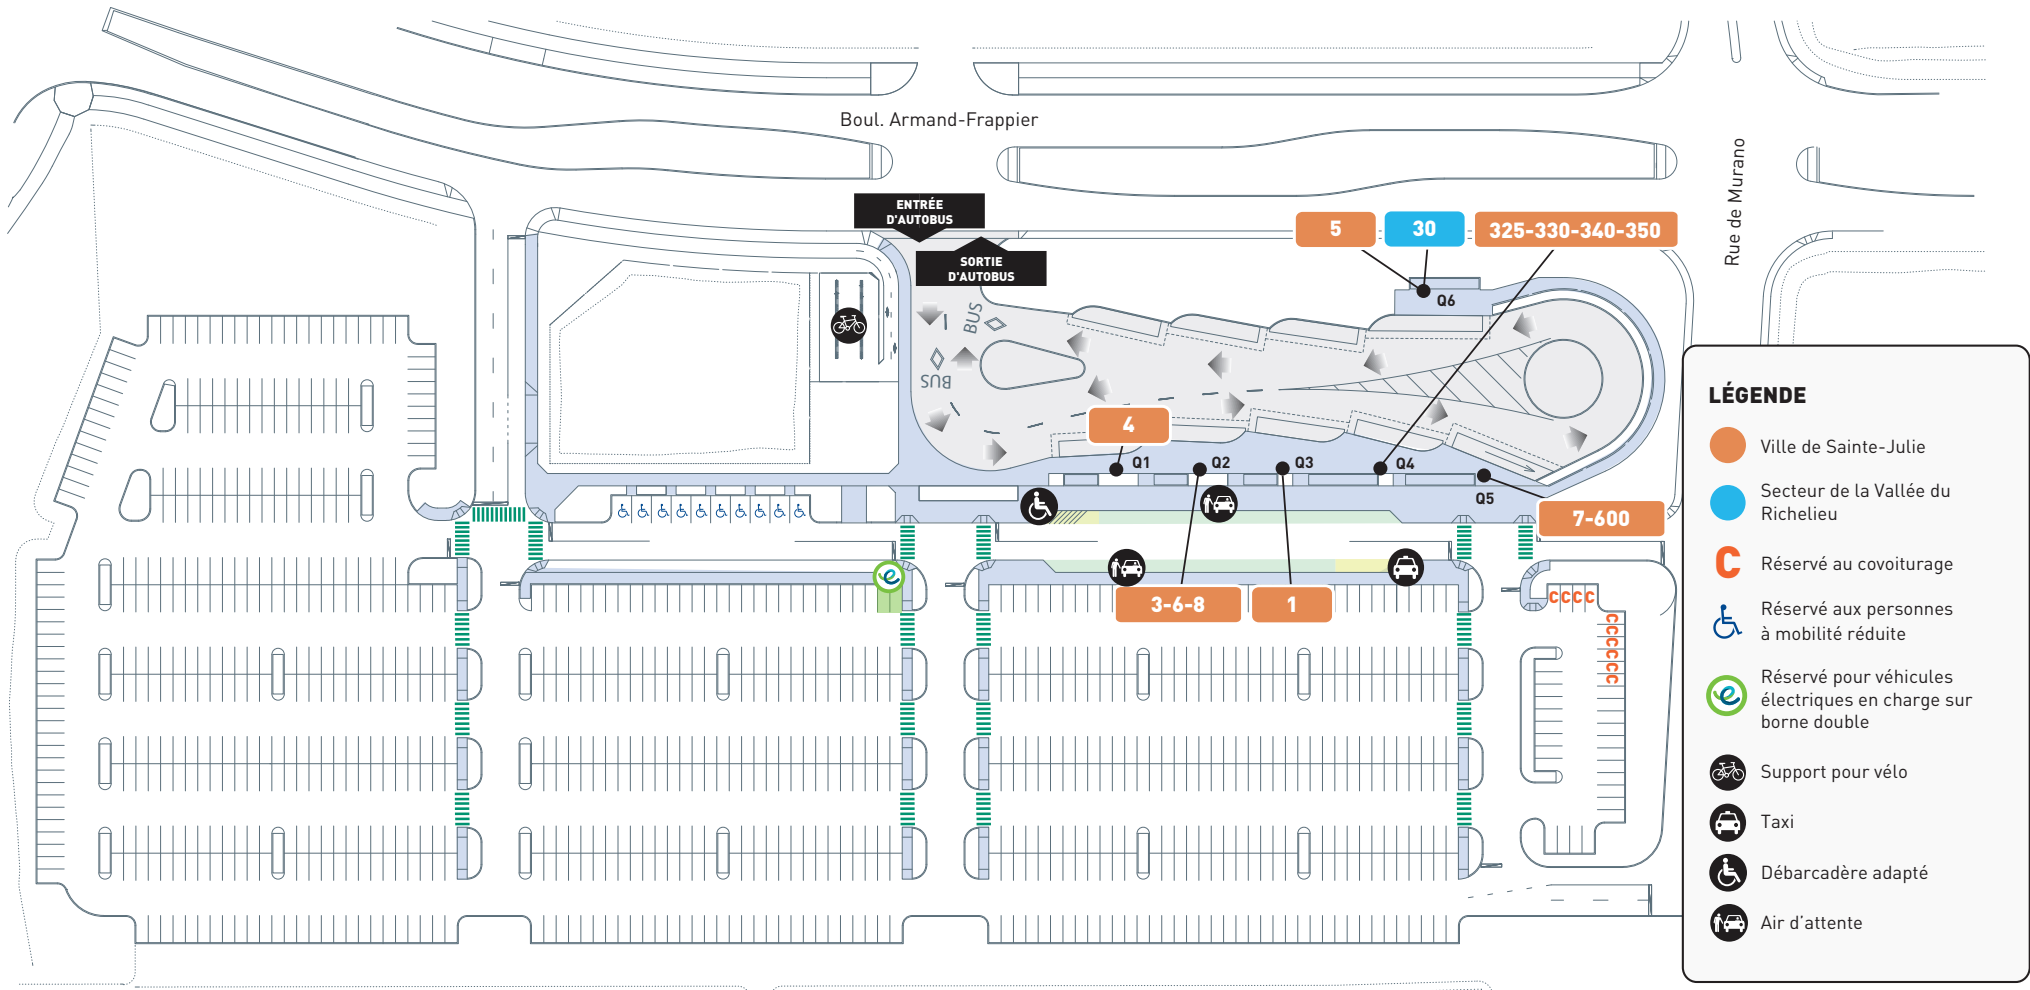 Boul. Armand-Frappier
Rue de Murano
ENTRÉE
D'AUTOBUS
SORTIE
D'AUTOBUS
5
30
325-330-340-350
Q6
BUS
BUS
4
Q1
Q2
Q3
Q4
Q5
7-600
3-6-8
1
C C C C
C
C
C
C
C
C
LÉGENDE
Ville de Sainte-Julie
Secteur de la Vallée du
Richelieu
C Réservé au covoiturage
Réservé aux personnes
à mobilité réduite
Réservé pour véhicules
électriques en charge sur
borne double
Support pour vélo
Taxi
Débarcadère adapté
Air d'attente